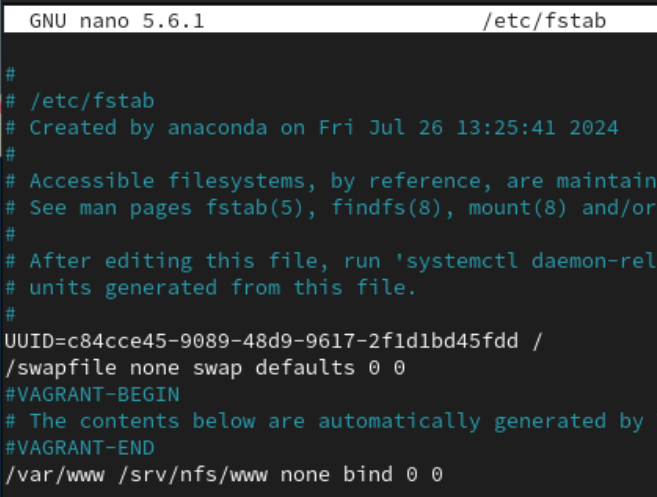 GNU nano 5.6.1 /etc/fstab
#
# /etc/fstab
# Created by anaconda on Fri Jul 26 13:25:41 2024
#
# Accessible filesystems, by reference, are maintain
# See man pages fstab(5), findfs(8), mount(8) and/or
#
# After editing this file, run 'systemctl daemon-rel
# units generated from this file.
#
UUID=c84cce45-9089-48d9-9617-2f1d1bd45fdd /
/swapfile none swap defaults 0 0
#VAGRANT-BEGIN
# The contents below are automatically generated by
#VAGRANT-END
/var/www /srv/nfs/www none bind 0 0